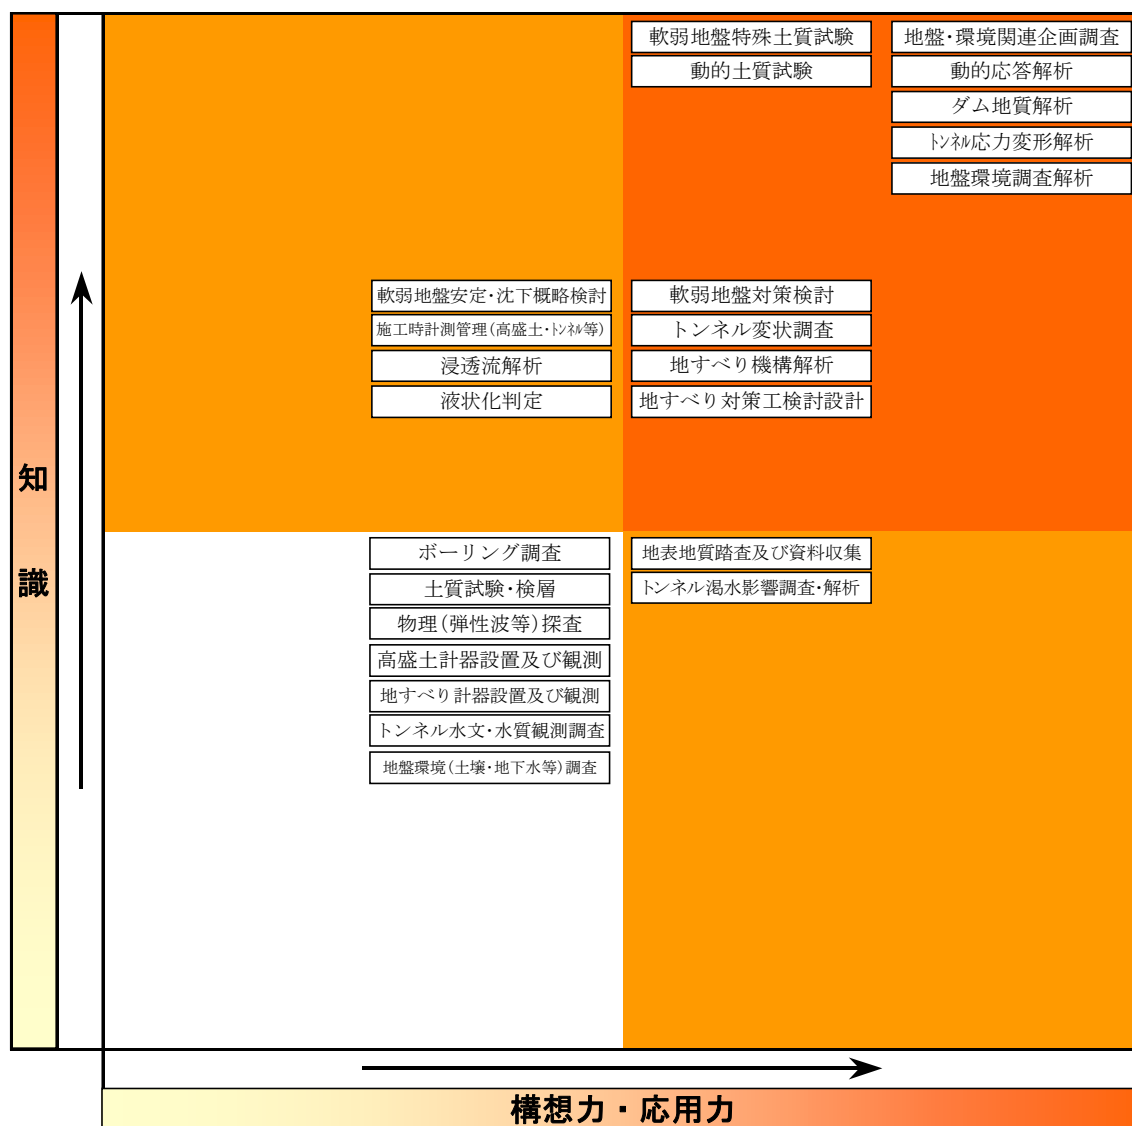 軟弱地盤特殊土質試験
動的土質試験
地盤・環境関連企画調査
動的応答解析
ダム地質解析
ﾄﾝﾈﾙ応力変形解析
地盤環境調査解析
軟弱地盤安定・沈下概略検討
施工時計測管理(高盛土・ﾄﾝﾈﾙ等)
浸透流解析
液状化判定
軟弱地盤対策検討
トンネル変状調査
地すべり機構解析
地すべり対策工検討設計
知
識
ボーリング調査
土質試験・検層
物理(弾性波等)探査
高盛土計器設置及び観測
地すべり計器設置及び観測
トンネル水文・水質観測調査
地盤環境(土壌・地下水等)調査
地表地質踏査及び資料収集
トンネル渇水影響調査・解析
構想力・応用力